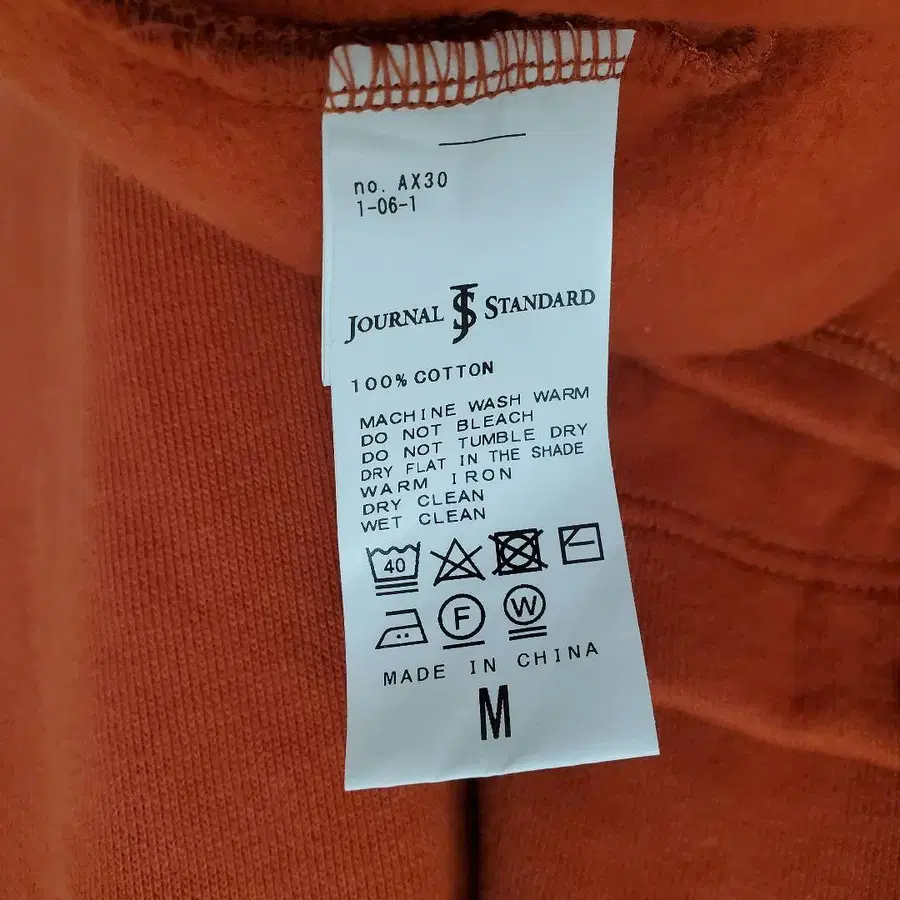 no. AX30
1-06-1
JOURNAL JS STANDARD
100% COTTON
MACHINE WASH WARM
DO NOT BLEACH
DO NOT TUMBLE DRY
DRY FLAT IN THE SHADE
WARM IRON
DRY CLEAN
WET CLEAN
40
F W
MADE IN CHINA
M